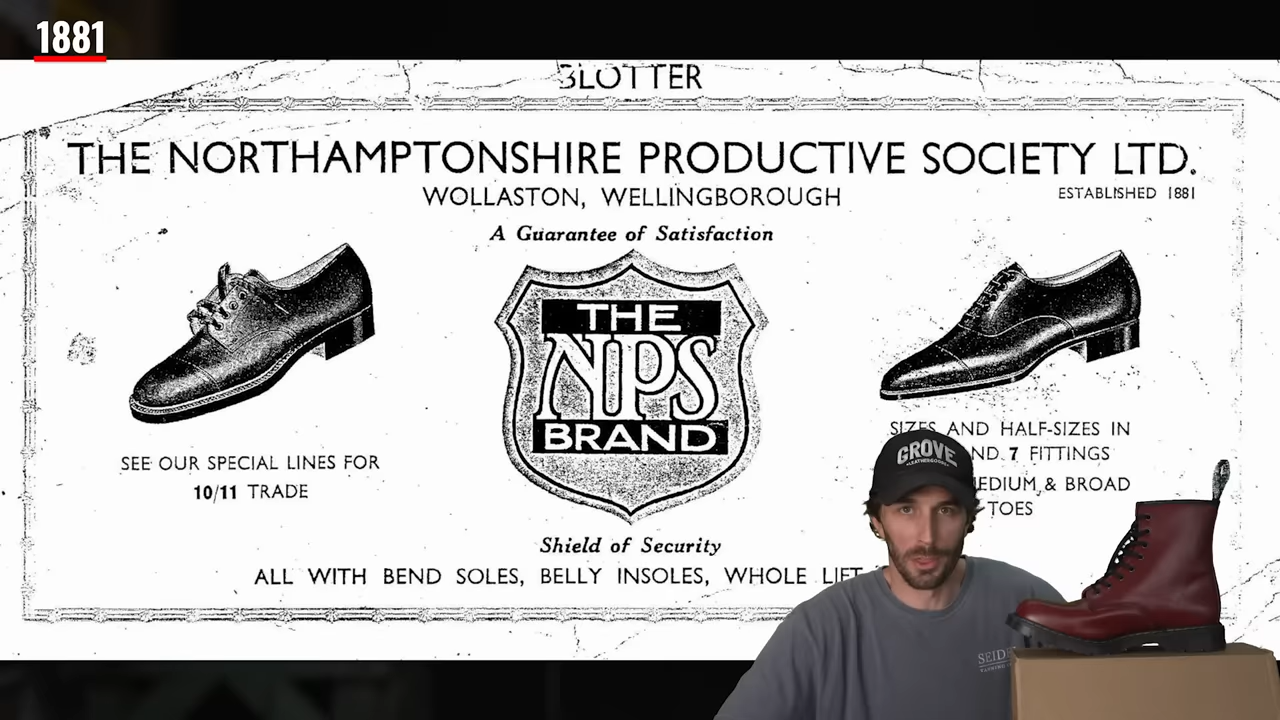 1881
BLOTTER
THE NORTHAMPTONSHIRE PRODUCTIVE SOCIETY LTD.
WOLLASTON, WELLINGBOROUGH
ESTABLISHED 1881
A Guarantee of Satisfaction
THE
NPS
BRAND
SEE OUR SPECIAL LINES FOR
10/11 TRADE
SIZES AND HALF-SIZES IN
7 FITTINGS
& BROAD
TOES
Shield of Security
ALL WITH BEND SOLES, BELLY INSOLES, WHOLE LIFT
GROVE
LEATHERGOODS